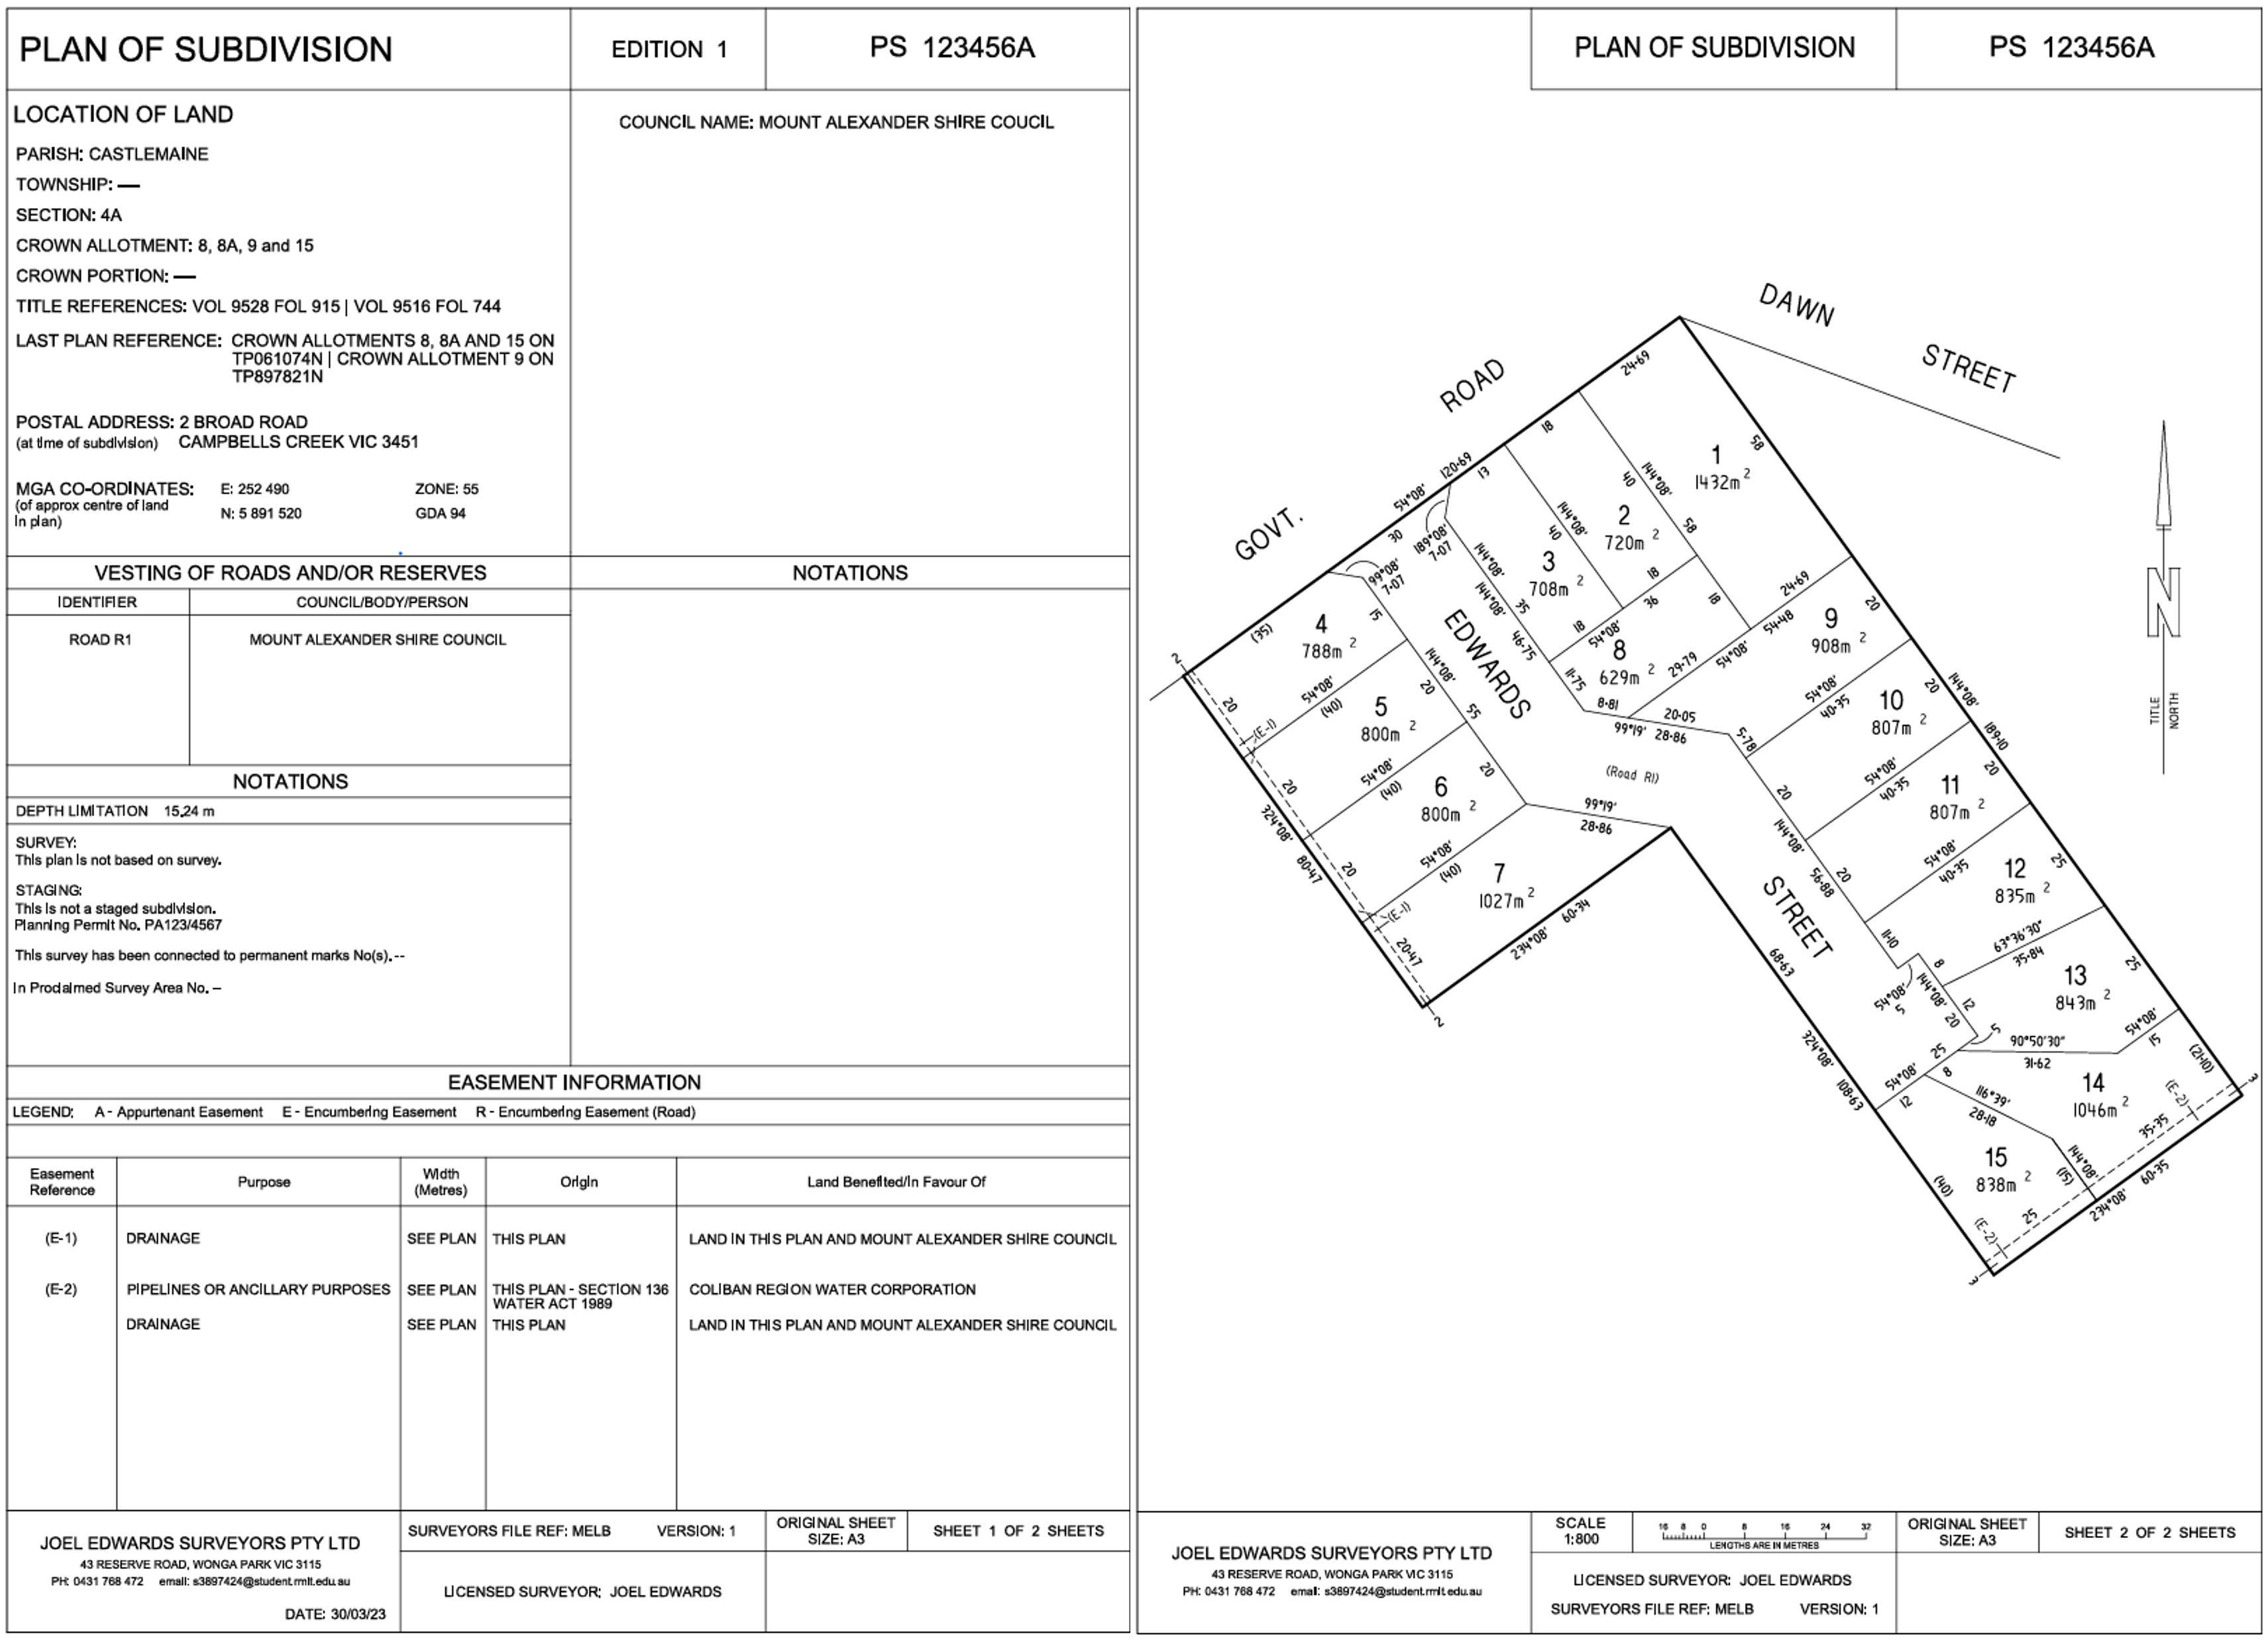 PLAN OF SUBDIVISION
EDITION 1
PS 123456A
LOCATION OF LAND
PARISH: CASTLEMAINE
TOWNSHIP: —
SECTION: 4A
CROWN ALLOTMENT: 8, 8A, 9 and 15
CROWN PORTION: —
TITLE REFERENCES: VOL 9528 FOL 915 | VOL 9516 FOL 744
LAST PLAN REFERENCE: CROWN ALLOTMENTS 8, 8A AND 15 ON
TP061074N | CROWN ALLOTMENT 9 ON
TP897821N
POSTAL ADDRESS: 2 BROAD ROAD
(at time of subdivision) CAMPBELLS CREEK VIC 3451
MGA CO-ORDINATES: E: 252 490 ZONE: 55
(of approx centre of land
in plan) N: 5 891 520 GDA 94
COUNCIL NAME: MOUNT ALEXANDER SHIRE COUCIL
VESTING OF ROADS AND/OR RESERVES
IDENTIFIER COUNCIL/BODY/PERSON
ROAD R1 MOUNT ALEXANDER SHIRE COUNCIL
NOTATIONS
NOTATIONS
DEPTH LIMITATION 15.24 m
SURVEY:
This plan is not based on survey.
STAGING:
This is not a staged subdivision.
Planning Permit No. PA123/4567
This survey has been connected to permanent marks No(s). --
In Proclaimed Survey Area No. –
EASEMENT INFORMATION
LEGEND: A - Appurtenant Easement E - Encumbering Easement R - Encumbering Easement (Road)
Easement
Reference
Purpose
Width
(Metres)
Origin
Land Benefited/In Favour Of
(E-1) DRAINAGE SEE PLAN THIS PLAN LAND IN THIS PLAN AND MOUNT ALEXANDER SHIRE COUNCIL
(E-2) PIPELINES OR ANCILLARY PURPOSES SEE PLAN THIS PLAN - SECTION 136 COLIBAN REGION WATER CORPORATION
WATER ACT 1989
DRAINAGE SEE PLAN THIS PLAN LAND IN THIS PLAN AND MOUNT ALEXANDER SHIRE COUNCIL
JOEL EDWARDS SURVEYORS PTY LTD
43 RESERVE ROAD, WONGA PARK VIC 3115
PH: 0431 768 472 email: s3897424@student.rmit.edu.au
DATE: 30/03/23
SURVEYORS FILE REF: MELB VERSION: 1
LICENSED SURVEYOR: JOEL EDWARDS
ORIGINAL SHEET
SIZE: A3
SHEET 1 OF 2 SHEETS
PLAN OF SUBDIVISION
PS 123456A
DAWN
STREET
GOVT.
ROAD
24·69
18
120·69
13
54°08'
30
(35)
2
58
1
1432m 2
144°08'
40
58
2
720m 2
144°08'
40
18
3
708m 2
189°08'
7·07
144°08'
144°08'
35
46·75
18
36
54°08'
18
99°08'
7·07
15
4
788m 2
20
54°08'
(40)
(E-1)
144°08'
20
55
5
800m 2
20
54°08'
(40)
6
800m 2
20
324°08'
80·47
20
54°08'
(40)
(E-1)
20·47
2
7
1027m 2
99°19'
28·86
234°08'
60·34
EDWARDS
STREET
(Road R1)
8
629m 2
11·75
8·81
29·79
54°08'
54·48
24·69
20·05
99°19' 28·86
9
908m 2
20
5·78
54°08'
40·35
10
807m 2
20
144°08'
189·10
20
54°08'
40·35
11
807m 2
20
144°08'
56·88
20
54°08'
40·35
12
835m 2
25
11·10
8
63°36'30"
35·84
54°08'
5
144°08'
20
12
5
13
843m 2
25
90°50'30"
31·62
54°08'
15
(21·10)
25
54°08'
8
12
14
1046m 2
116°39'
28·18
(E-2)
3
35·35
144°08'
(15)
60·35
234°08'
15
838m 2
25
(40)
(E-2)
3
68·63
324°08'
108·63
N
TITLE
NORTH
JOEL EDWARDS SURVEYORS PTY LTD
43 RESERVE ROAD, WONGA PARK VIC 3115
PH: 0431 768 472 email: s3897424@student.rmit.edu.au
SCALE
1:800
16 8 0 8 16 24 32
LENGTHS ARE IN METRES
LICENSED SURVEYOR: JOEL EDWARDS
SURVEYORS FILE REF: MELB VERSION: 1
ORIGINAL SHEET
SIZE: A3
SHEET 2 OF 2 SHEETS